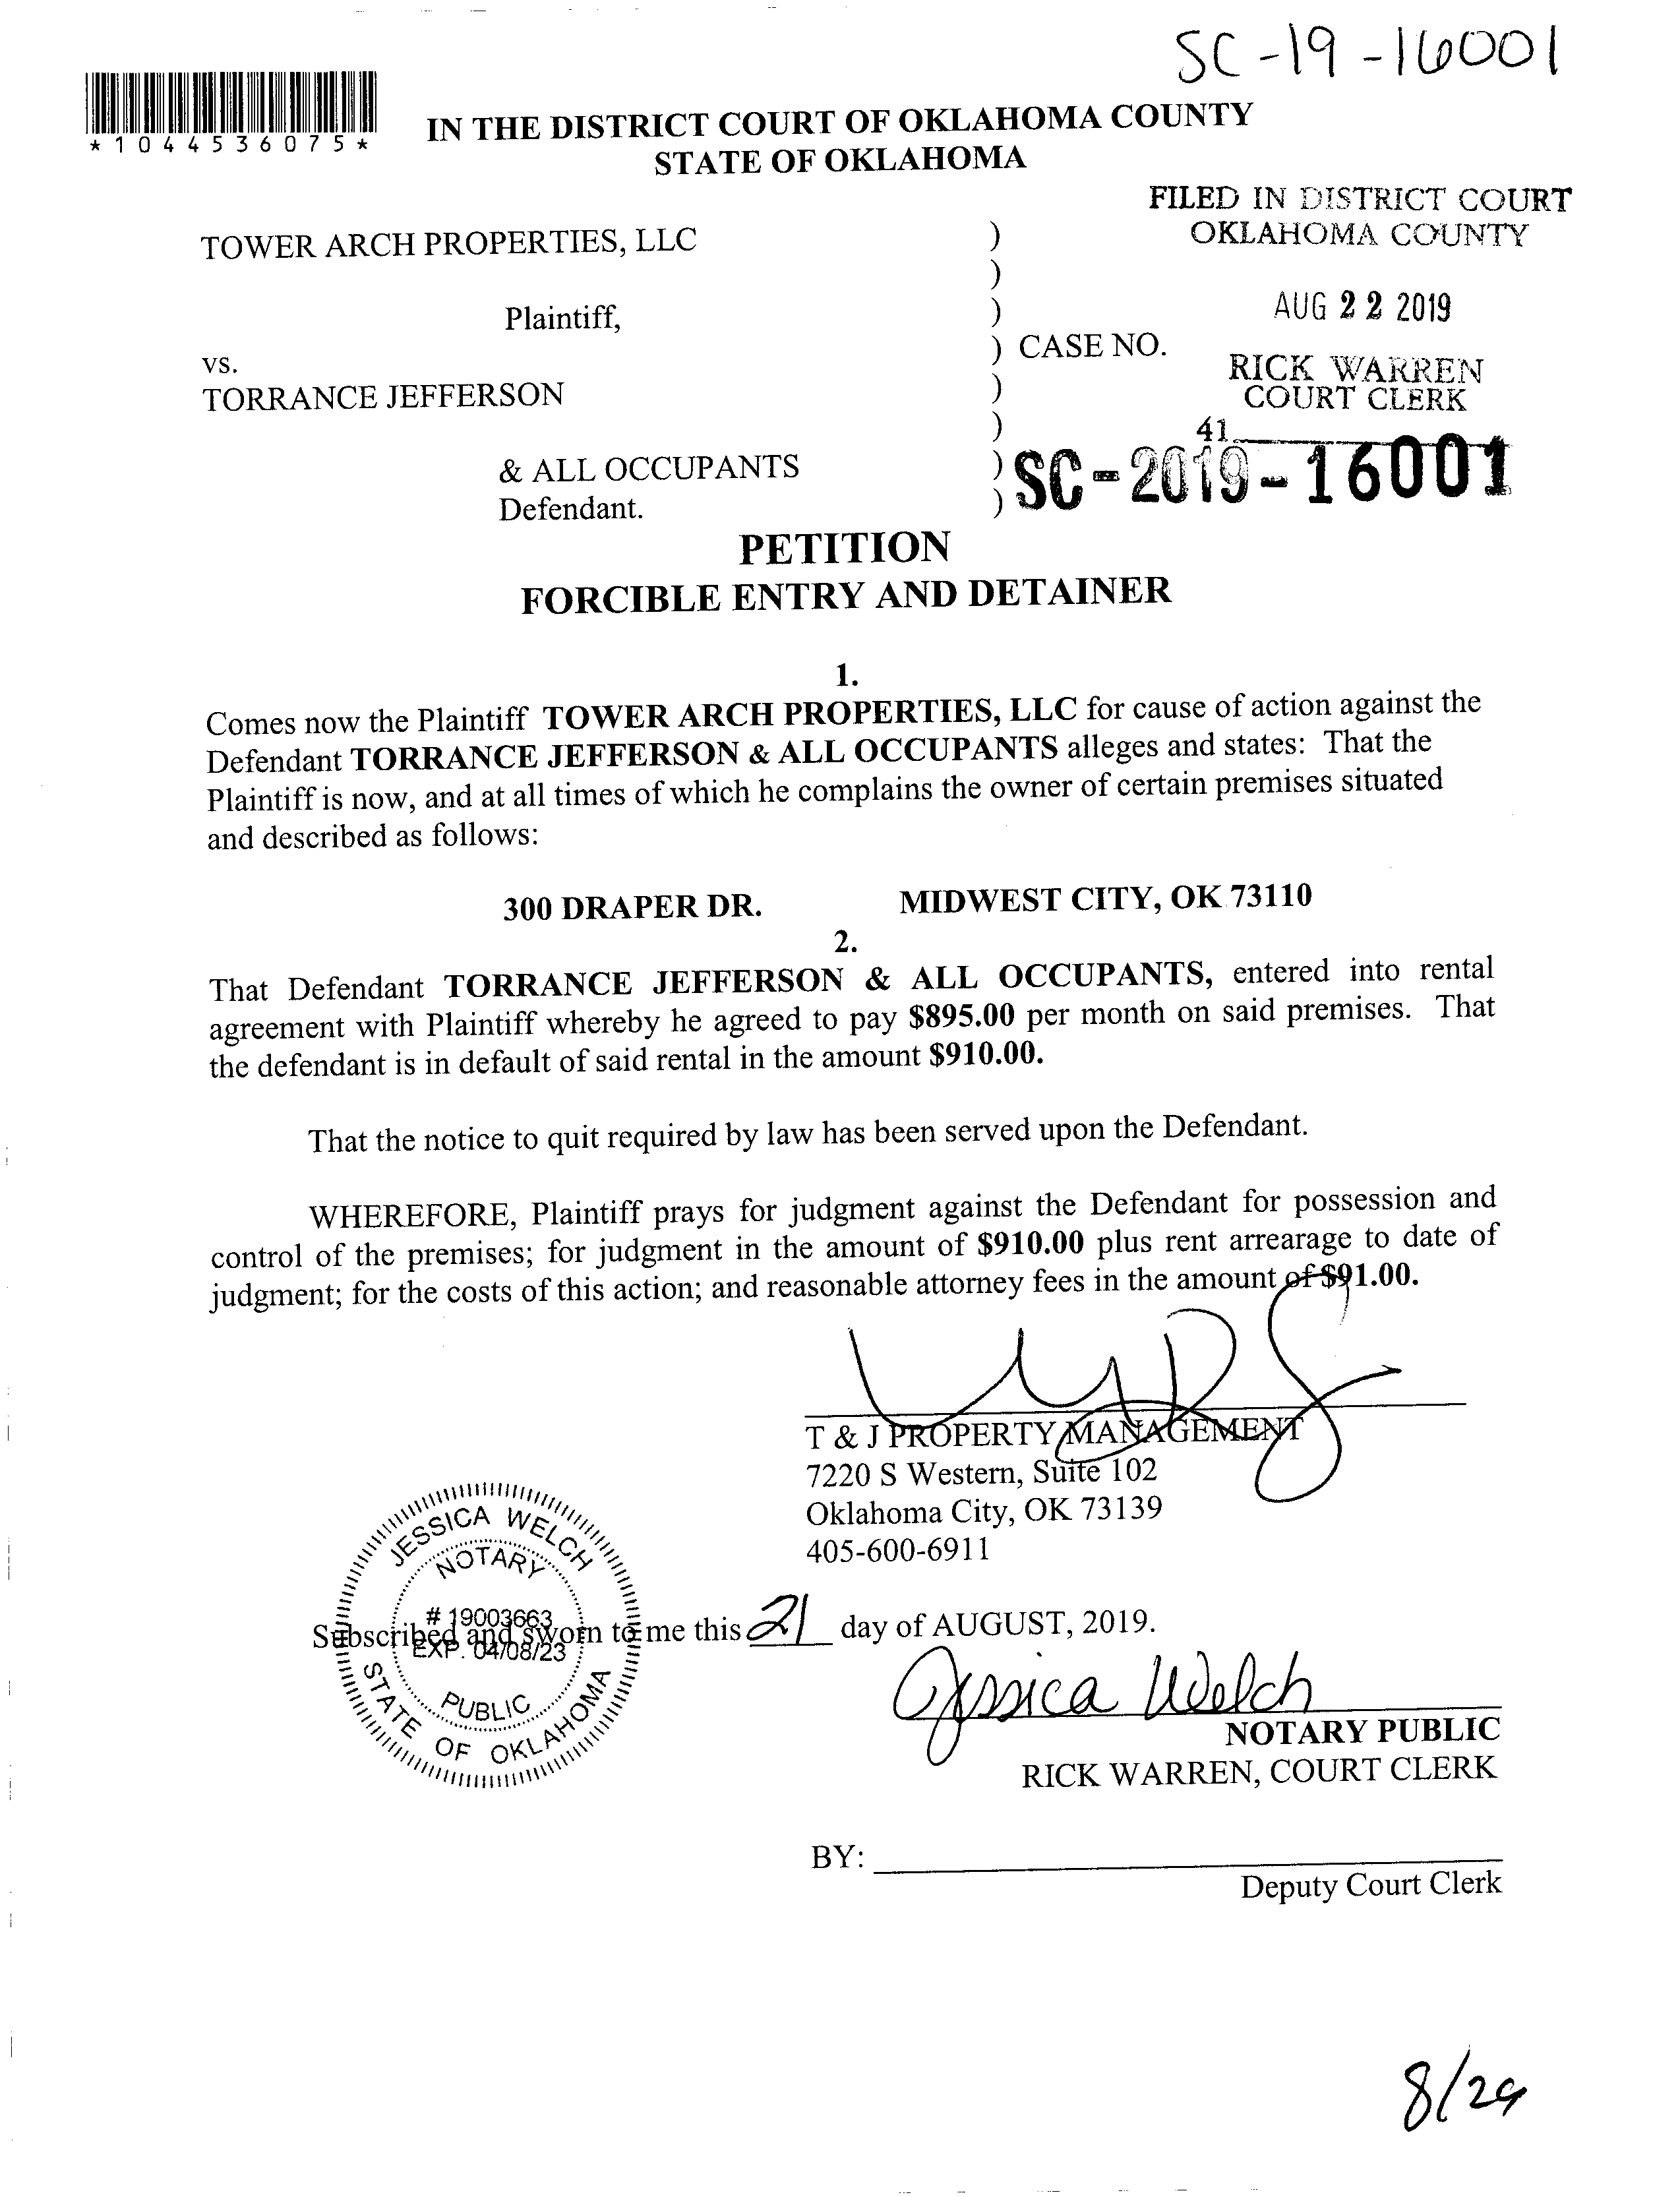 SC-19-16001
*1044536075*
IN THE DISTRICT COURT OF OKLAHOMA COUNTY
STATE OF OKLAHOMA
FILED IN DISTRICT COURT
OKLAHOMA COUNTY
TOWER ARCH PROPERTIES, LLC )
)
Plaintiff, )
AUG 22 2019
vs. ) CASE NO.
RICK WARREN
COURT CLERK
TORRANCE JEFFERSON )
)
41
& ALL OCCUPANTS ) SC-2019-16001
Defendant. )
PETITION
FORCIBLE ENTRY AND DETAINER
1.
Comes now the Plaintiff TOWER ARCH PROPERTIES, LLC for cause of action against the
Defendant TORRANCE JEFFERSON & ALL OCCUPANTS alleges and states: That the
Plaintiff is now, and at all times of which he complains the owner of certain premises situated
and described as follows:
300 DRAPER DR. MIDWEST CITY, OK 73110
2.
That Defendant TORRANCE JEFFERSON & ALL OCCUPANTS, entered into rental
agreement with Plaintiff whereby he agreed to pay $895.00 per month on said premises. That
the defendant is in default of said rental in the amount $910.00.
That the notice to quit required by law has been served upon the Defendant.
WHEREFORE, Plaintiff prays for judgment against the Defendant for possession and
control of the premises; for judgment in the amount of $910.00 plus rent arrearage to date of
judgment; for the costs of this action; and reasonable attorney fees in the amount of $91.00.
T & J PROPERTY MANAGEMENT
7220 S Western, Suite 102
Oklahoma City, OK 73139
405-600-6911
JESSICA WELCH
NOTARY
# 19003663
EXP. 04/08/23
PUBLIC
STATE OF OKLAHOMA
Subscribed and sworn to me this 21 day of AUGUST, 2019.
Jessica Welch
NOTARY PUBLIC
RICK WARREN, COURT CLERK
BY:
Deputy Court Clerk
8/29